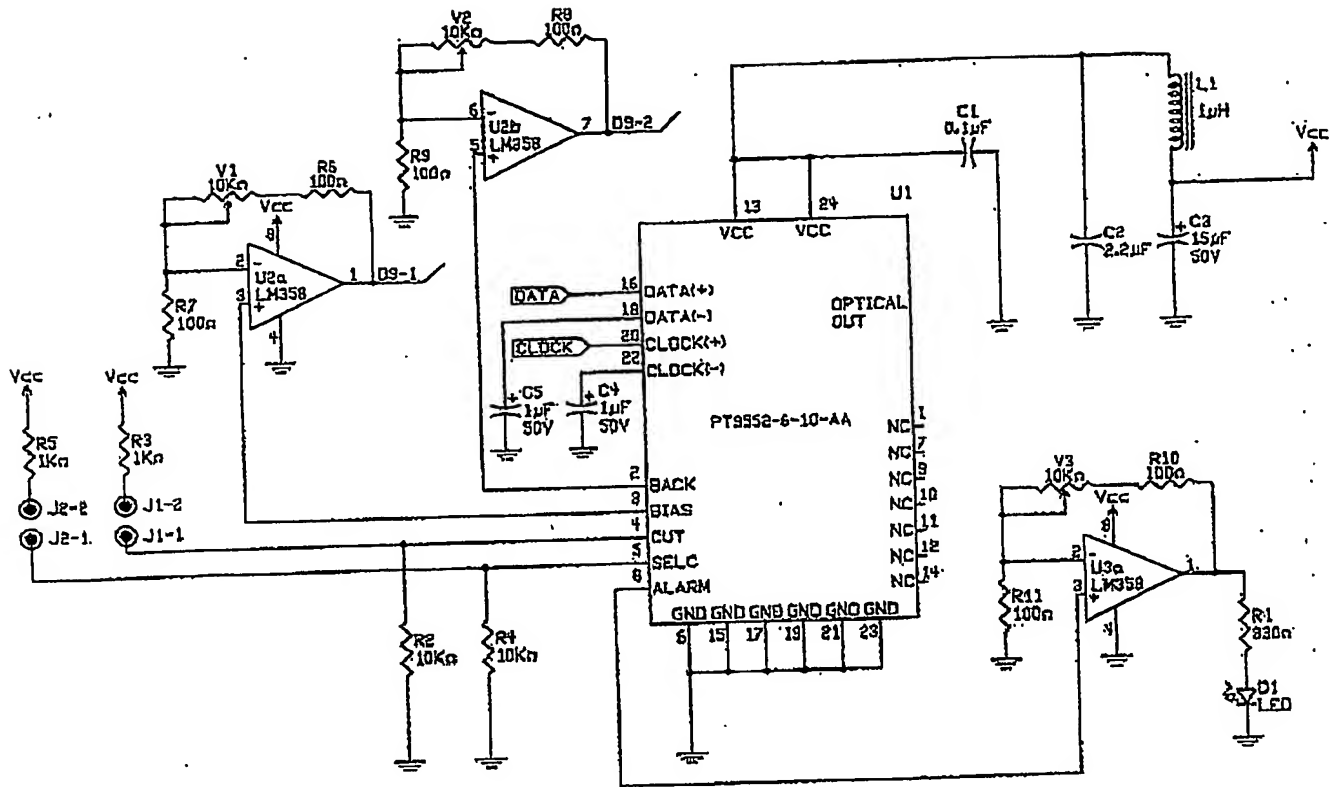 V2
10KΩ
R8
100Ω
6
-
U2b
LM358
5
+
7
D9-2
R9
100Ω
V1
10KΩ
R6
100Ω
Vcc
8
2
-
U2a
LM358
3
+
1
D9-1
4
R7
100Ω
Vcc
Vcc
R5
1KΩ
R3
1KΩ
J2-2
J1-2
J2-1
J1-1
C1
0.1µF
L1
1µH
Vcc
C2
2.2µF
C3
15µF
50V
+
U1
13
24
VCC
VCC
DATA
16
DATA(+)
18
DATA(-)
CLOCK
20
CLOCK(+)
22
CLOCK(-)
OPTICAL
OUT
+
C5
1µF
50V
+
C4
1µF
50V
PT9552-6-10-AA
NC
1
NC
7
NC
9
NC
10
NC
11
NC
12
NC
14
2
BACK
3
BIAS
4
CUT
5
SELC
ALARM
GND
GND
GND
GND
GND
GND
6
15
17
19
21
23
R2
10KΩ
R4
10KΩ
V3
10KΩ
R10
100Ω
Vcc
8
2
-
U3a
LM358
3
+
1
4
R11
100Ω
R1
330Ω
D1
LED